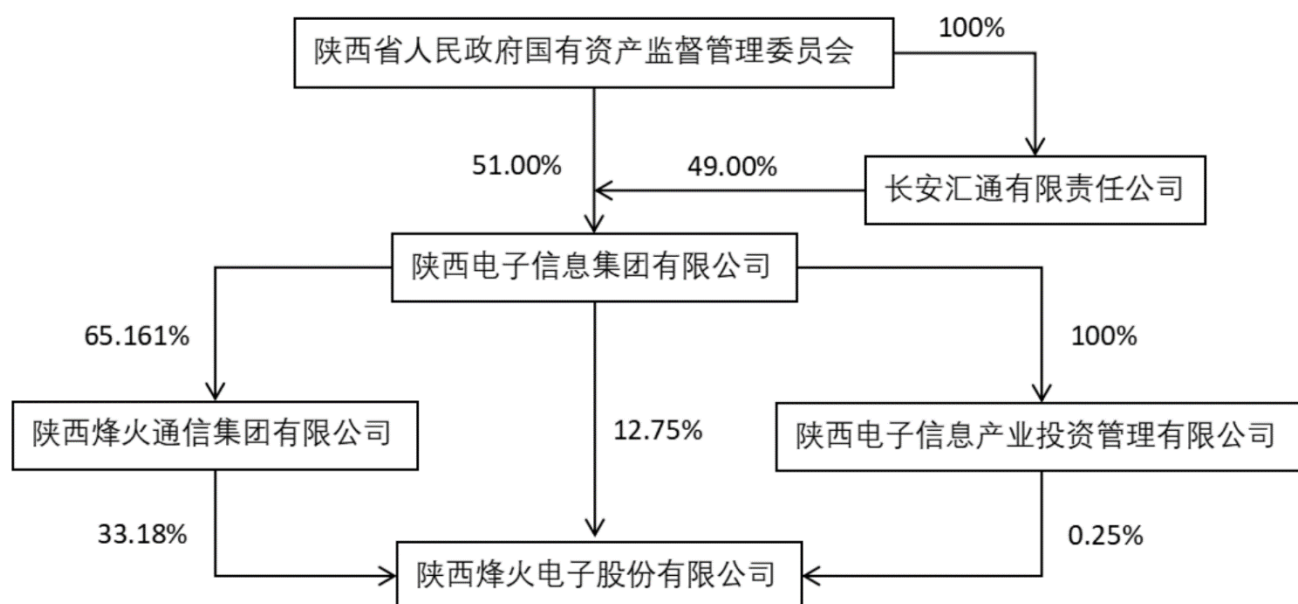 陕西省人民政府国有资产监督管理委员会
100%
51.00%
49.00%
长安汇通有限责任公司
陕西电子信息集团有限公司
65.161%
100%
陕西烽火通信集团有限公司
12.75%
陕西电子信息产业投资管理有限公司
33.18%
0.25%
陕西烽火电子股份有限公司